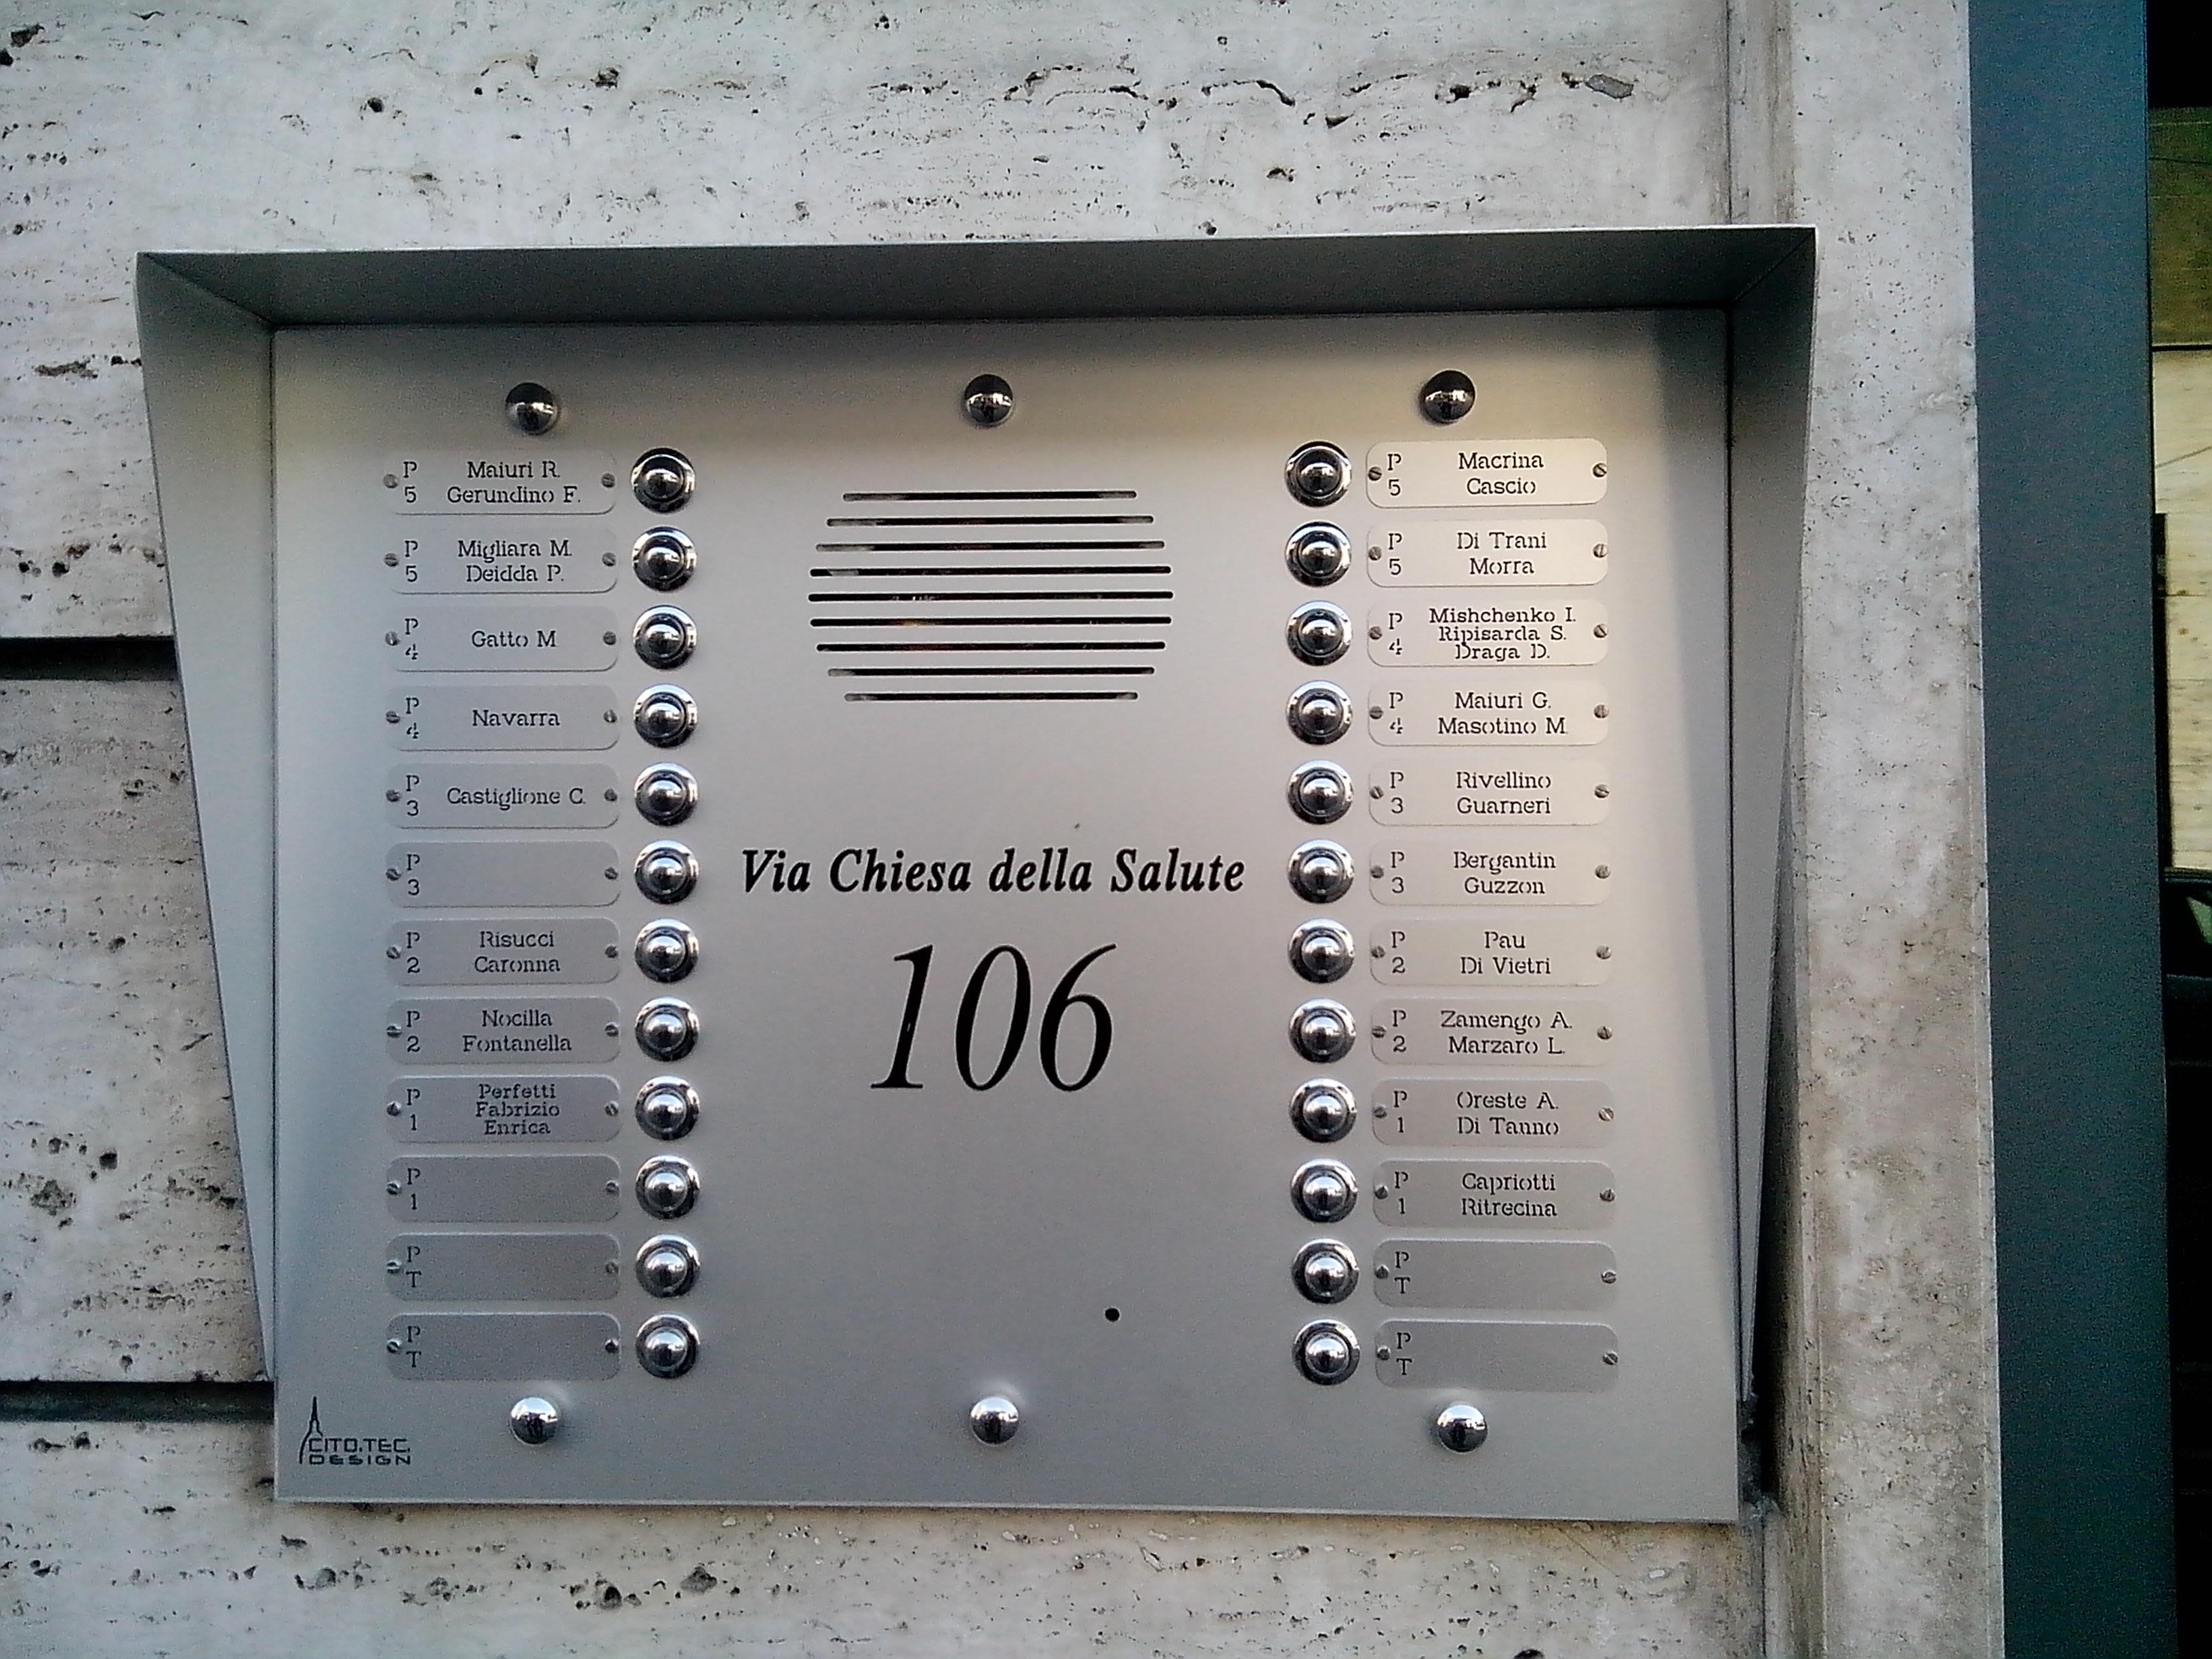 P
5
Maiuri R.
Gerundino F.
P
5
Migliara M.
Deidda P.
P
4
Gatto M
P
4
Navarra
P
3
Castiglione C.
P
3
P
2
Risucci
Caronna
P
2
Nocilla
Fontanella
P
1
Perfetti
Fabrizio
Enrica
P
1
P
T
P
T
CITO.TEC.
DESIGN
Via Chiesa della Salute
106
P
5
Macrina
Cascio
P
5
Di Trani
Morra
P
4
Mishchenko I.
Ripisarda S.
Draga D.
P
4
Maiuri G.
Masotino M.
P
3
Rivellino
Guarneri
P
3
Bergantin
Guzzon
P
2
Pau
Di Vietri
P
2
Zamengo A.
Marzaro L.
P
1
Oreste A.
Di Tanno
P
1
Capriotti
Ritrecina
P
T
P
T